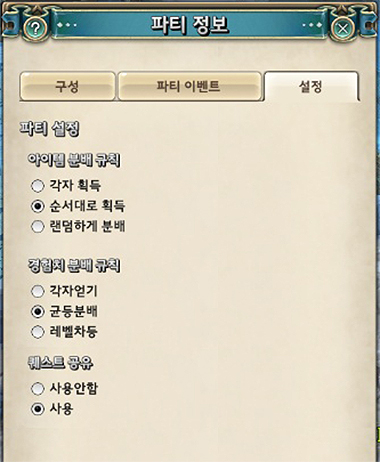 파티 정보
구성 파티 이벤트 설정
파티 설정
아이템 분배 규칙
각자 획득
순서대로 획득
랜덤하게 분배
경험치 분배 규칙
각자얻기
균등분배
레벨차등
퀘스트 공유
사용안함
사용